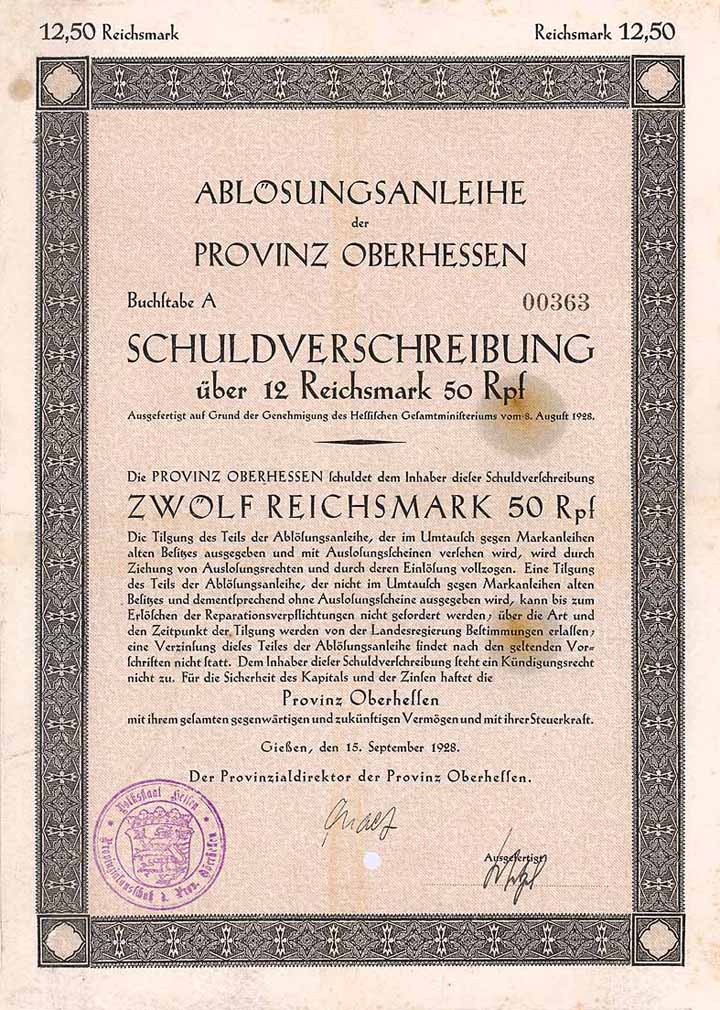 12,50 Reichsmark
Reichsmark 12,50
ABLÖSUNGSANLEIHE
der
PROVINZ OBERHESSEN
Buchſtabe A
00363
SCHULDVERSCHREIBUNG
über 12 Reichsmark 50 Rpf
Ausgefertigt auf Grund der Genehmigung des Heſſiſchen Geſamtminiſteriums vom 8. Auguſt 1928.
Die PROVINZ OBERHESSEN ſchuldet dem Inhaber dieſer Schuldverſchreibung
ZWÖLF REICHSMARK 50 Rpf
Die Tilgung des Teils der Ablöſungsanleihe, der im Umtauſch gegen Markanleihen
alten Beſitzes ausgegeben und mit Ausloſungsſcheinen verſehen wird, wird durch
Ziehung von Ausloſungsrechten und durch deren Einlöſung vollzogen. Eine Tilgung
des Teils der Ablöſungsanleihe, der nicht im Umtauſch gegen Markanleihen alten
Beſitzes und dementſprechend ohne Ausloſungsſcheine ausgegeben wird, kann bis zum
Erlöſchen der Reparationsverpflichtungen nicht gefordert werden; über die Art und
den Zeitpunkt der Tilgung werden von der Landesregierung Beſtimmungen erlaſſen;
eine Verzinſung dieſes Teiles der Ablöſungsanleihe findet nach den geltenden Vor=
ſchriften nicht ſtatt. Dem Inhaber dieſer Schuldverſchreibung ſteht ein Kündigungsrecht
nicht zu. Für die Sicherheit des Kapitals und der Zinſen haftet die
Provinz Oberheſſen
mit ihrem geſamten gegenwärtigen und zukünftigen Vermögen und mit ihrer Steuerkraft.
Gießen, den 15. September 1928.
Der Provinzialdirektor der Provinz Oberheſſen.
Volksſtaat Heſſen
Provinzialausſchuß d. Prov. Oberheſſen
Ausgefertigt